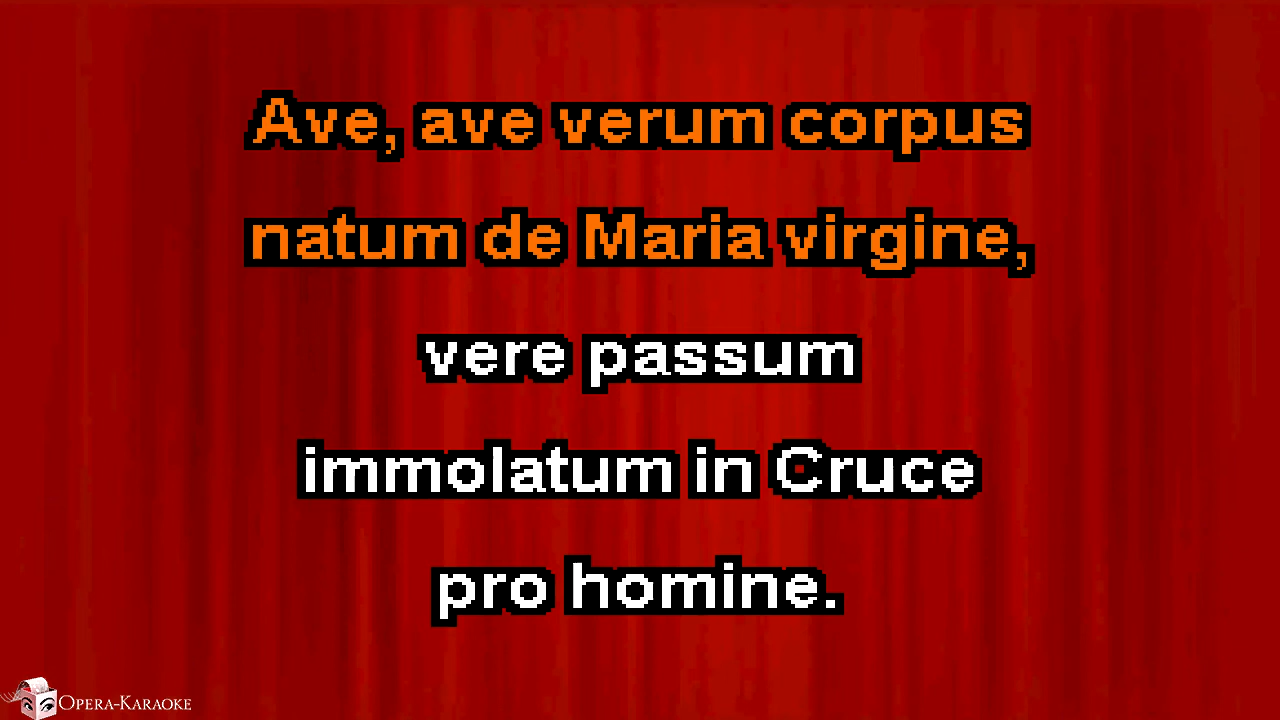 Ave, ave verum corpus
natum de Maria virgine,
vere passum
immolatum in Cruce
pro homine.
OPERA-KARAOKE